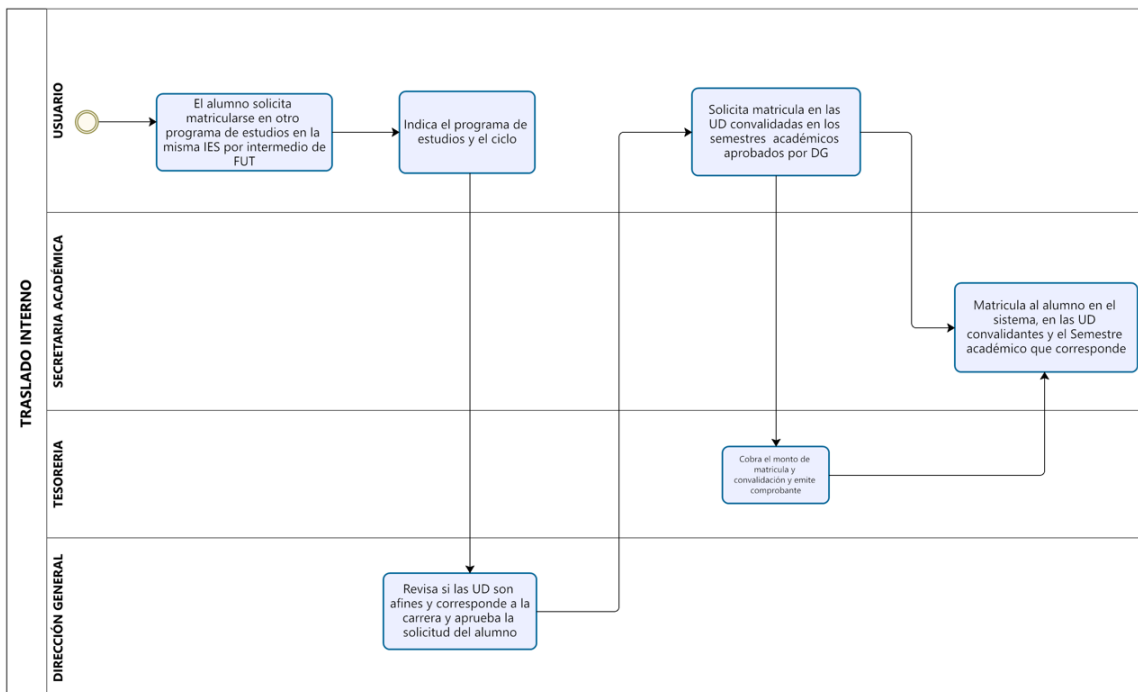 TRASLADO INTERNO
USUARIO
El alumno solicita
matricularse en otro
programa de estudios en la
misma IES por intermedio de
FUT
Indica el programa de
estudios y el ciclo
Solicita matricula en las
UD convalidadas en los
semestres académicos
aprobados por DG
SECRETARIA ACADÉMICA
Matricula al alumno en el
sistema, en las UD
convalidantes y el Semestre
académico que corresponde
TESORERIA
Cobra el monto de
matricula y
convalidación y emite
comprobante
DIRECCIÓN GENERAL
Revisa si las UD son
afines y corresponde a la
carrera y aprueba la
solicitud del alumno